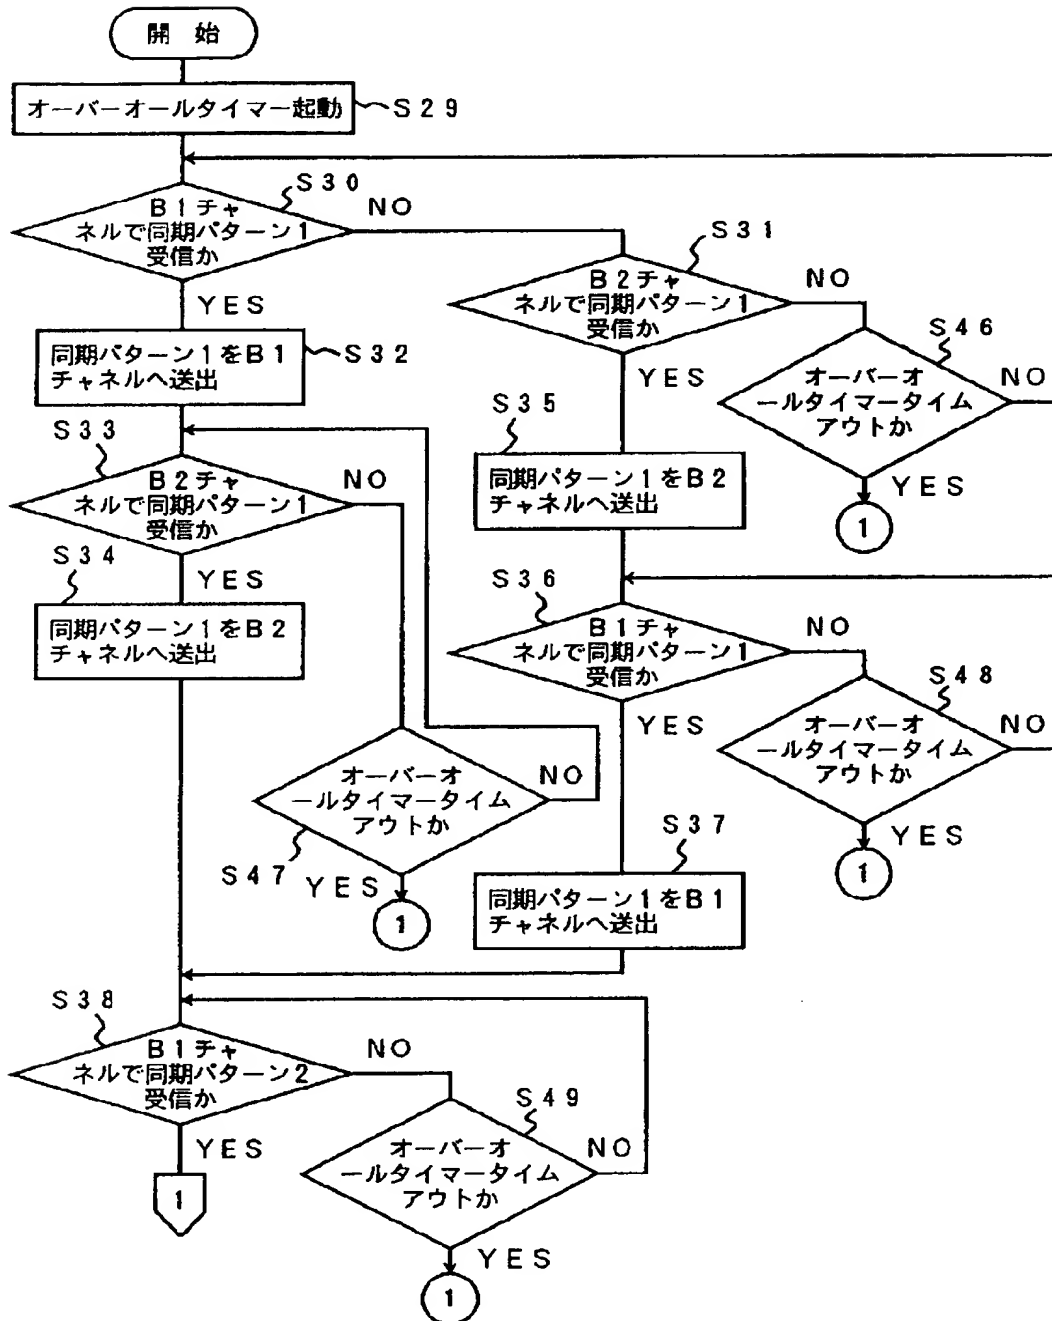 開 始
オーバーオールタイマー起動
S29
S30
B1チャ
ネルで同期パターン1
受信か
NO
YES
S31
B2チャ
ネルで同期パターン1
受信か
NO
YES
S46
オーバーオ
ールタイマータイム
アウトか
NO
YES
1
同期パターン1をB1
チャネルへ送出
S32
S33
B2チャ
ネルで同期パターン1
受信か
NO
YES
S35
同期パターン1をB2
チャネルへ送出
S34
同期パターン1をB2
チャネルへ送出
S36
B1チャ
ネルで同期パターン1
受信か
NO
YES
S48
オーバーオ
ールタイマータイム
アウトか
NO
YES
1
オーバーオ
ールタイマータイム
アウトか
NO
S47
YES
1
S37
同期パターン1をB1
チャネルへ送出
S38
B1チャ
ネルで同期パターン2
受信か
NO
YES
1
S49
オーバーオ
ールタイマータイム
アウトか
NO
YES
1